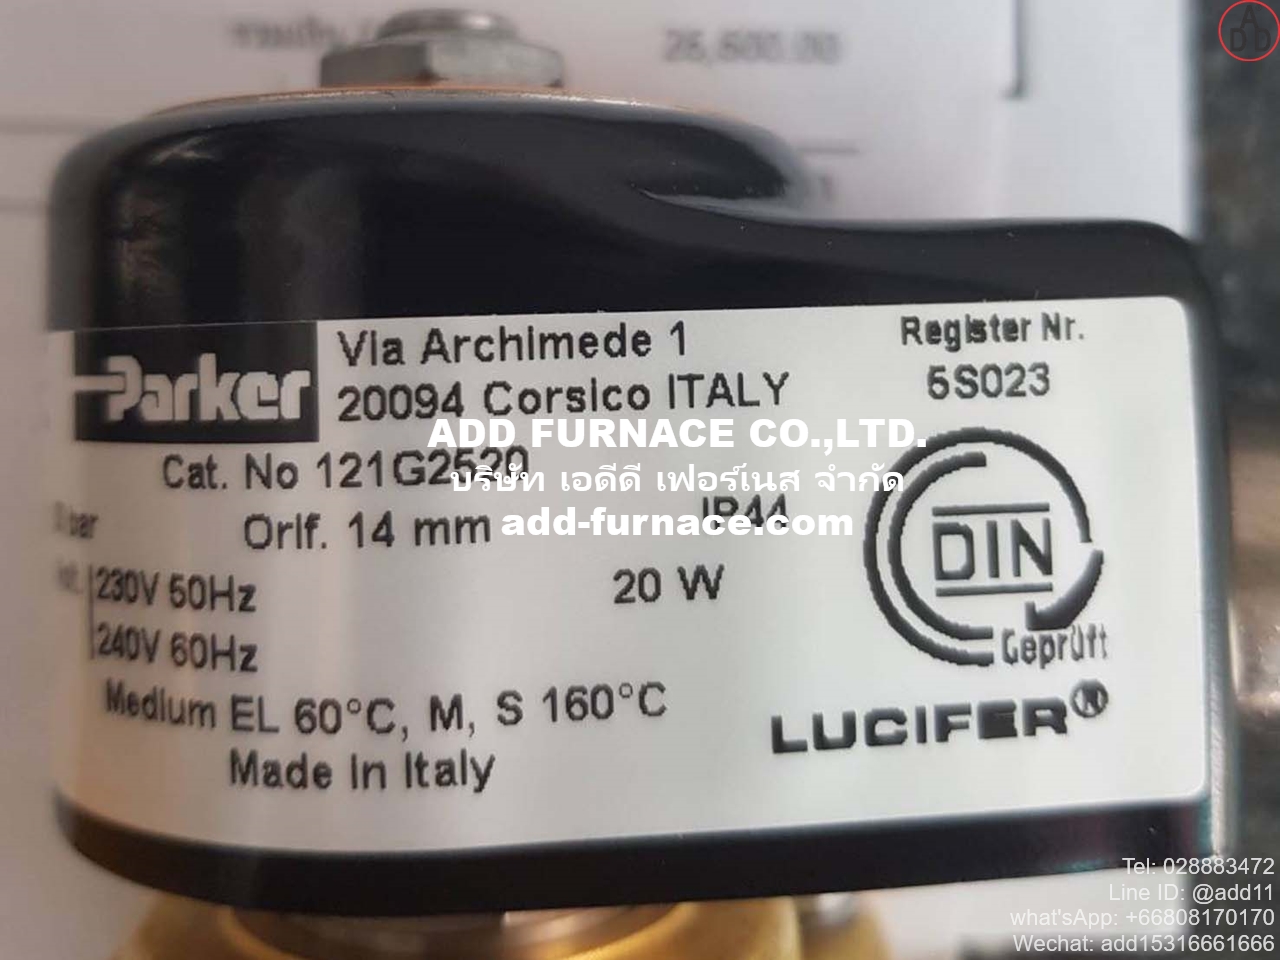 26,600.00
ADD
Parker
Via Archimede 1
20094 Corsico ITALY
Register Nr.
5S023
Cat. No 121G2520
bar
Orif. 14 mm
IP44
230V 50Hz
20 W
240V 60Hz
Medium EL 60°C, M, S 160°C
Made in Italy
DIN
Geprüft
LUCIFER®
ADD FURNACE CO.,LTD.
บริษัท เอดีดี เฟอร์เนส จำกัด
add-furnace.com
Tel: 028883472
Line ID: @add11
what'sApp: +66808170170
Wechat: add15316661666